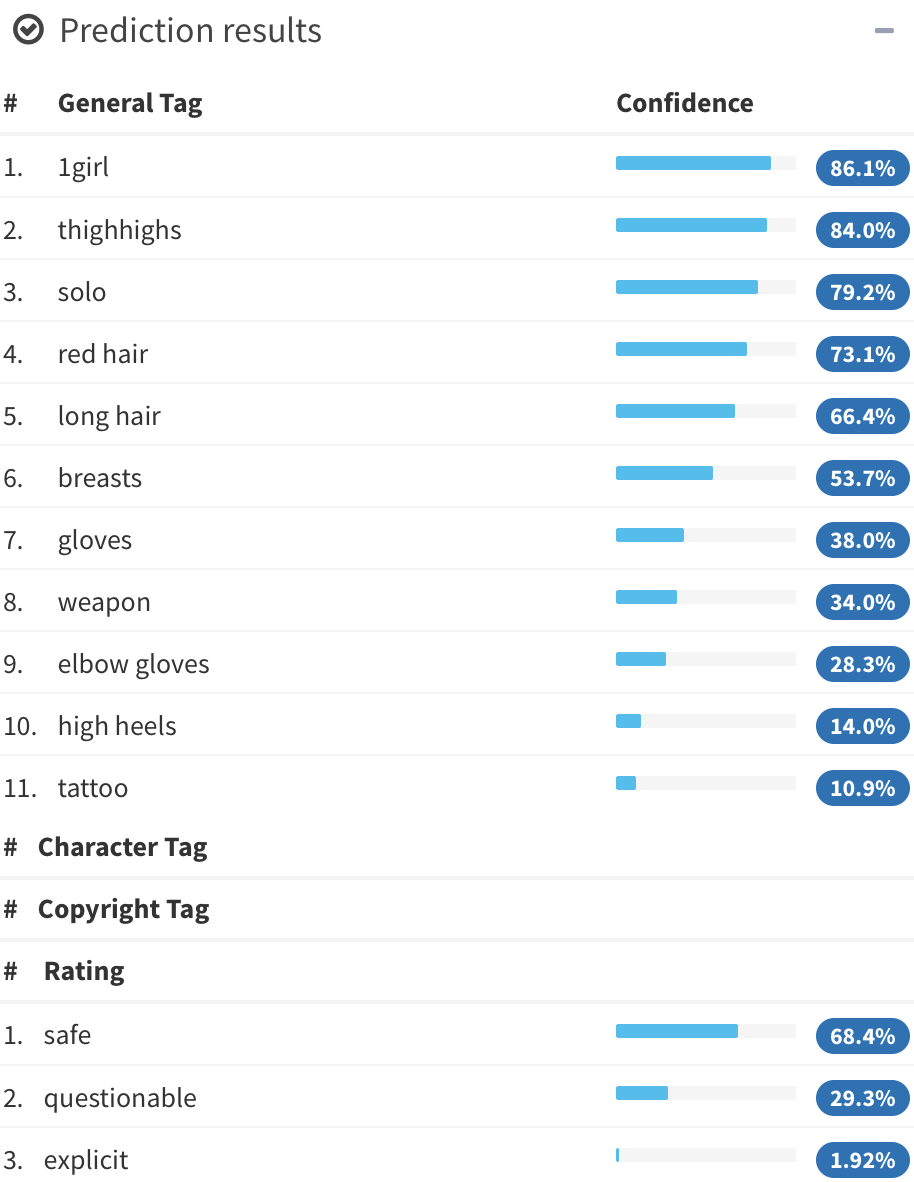 Prediction results
# General Tag Confidence
1. 1girl 86.1%
2. thighhighs 84.0%
3. solo 79.2%
4. red hair 73.1%
5. long hair 66.4%
6. breasts 53.7%
7. gloves 38.0%
8. weapon 34.0%
9. elbow gloves 28.3%
10. high heels 14.0%
11. tattoo 10.9%
# Character Tag
# Copyright Tag
# Rating
1. safe 68.4%
2. questionable 29.3%
3. explicit 1.92%